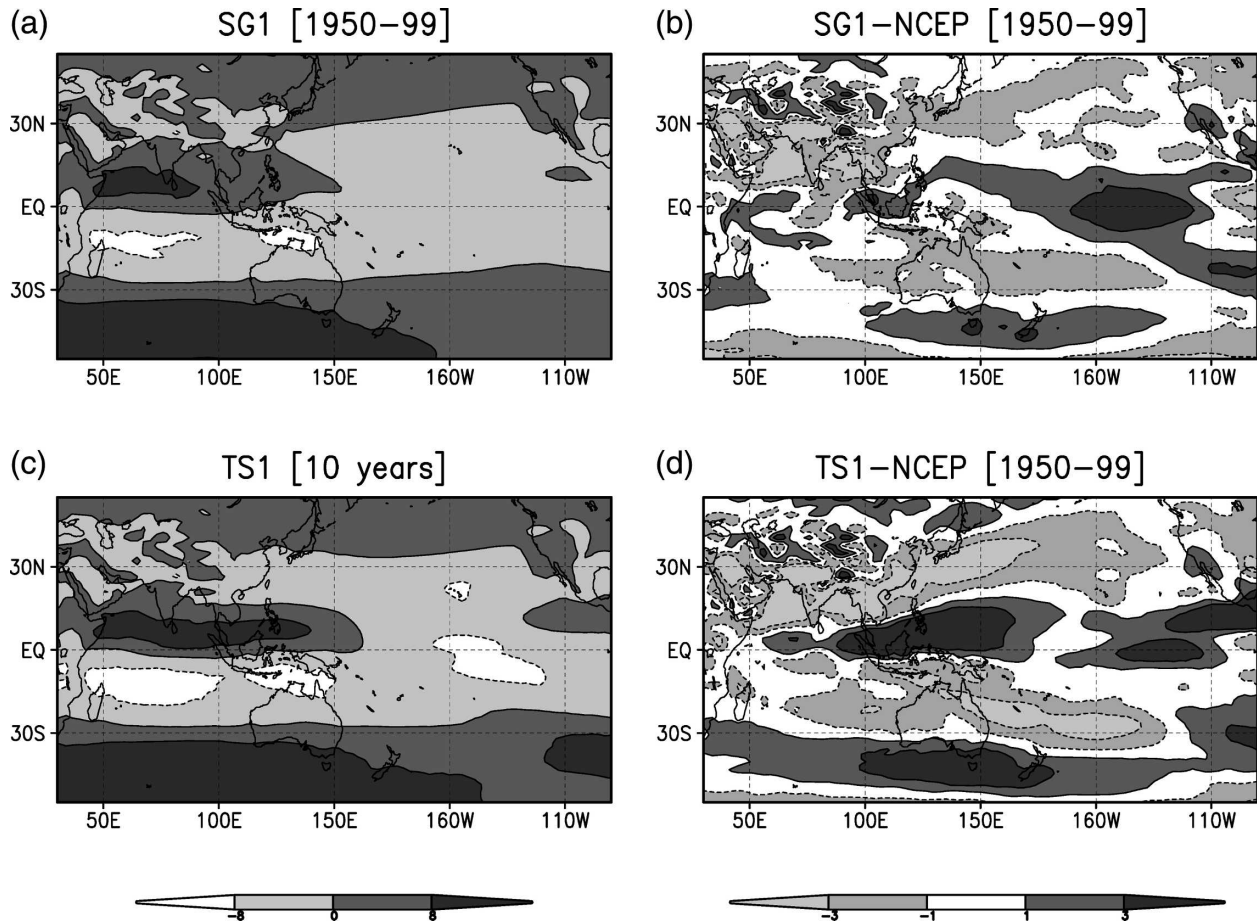 (a) SG1 [1950-99]
30N
EQ
30S
50E 100E 150E 160W 110W
(b) SG1-NCEP [1950-99]
30N
EQ
30S
50E 100E 150E 160W 110W
(c) TS1 [10 years]
30N
EQ
30S
50E 100E 150E 160W 110W
(d) TS1-NCEP [1950-99]
30N
EQ
30S
50E 100E 150E 160W 110W
-8 0 8
-3 -1 1 3